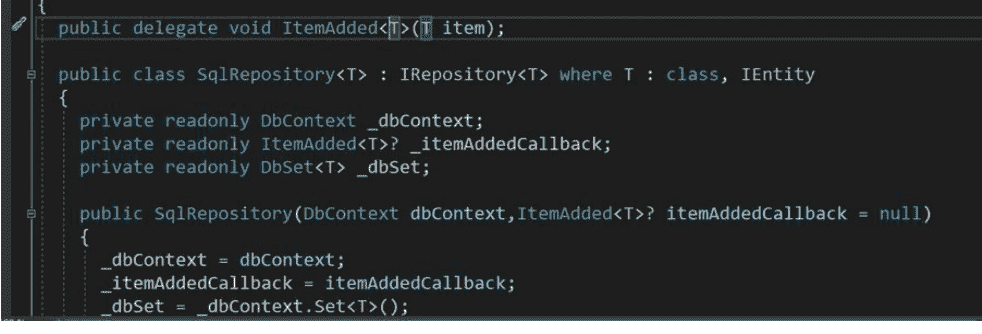 {
public delegate void ItemAdded<T>(T item);
public class SqlRepository<T> : IRepository<T> where T : class, IEntity
{
private readonly DbContext _dbContext;
private readonly ItemAdded<T>? _itemAddedCallback;
private readonly DbSet<T> _dbSet;
public SqlRepository(DbContext dbContext,ItemAdded<T>? itemAddedCallback = null)
{
_dbContext = dbContext;
_itemAddedCallback = itemAddedCallback;
_dbSet = _dbContext.Set<T>();